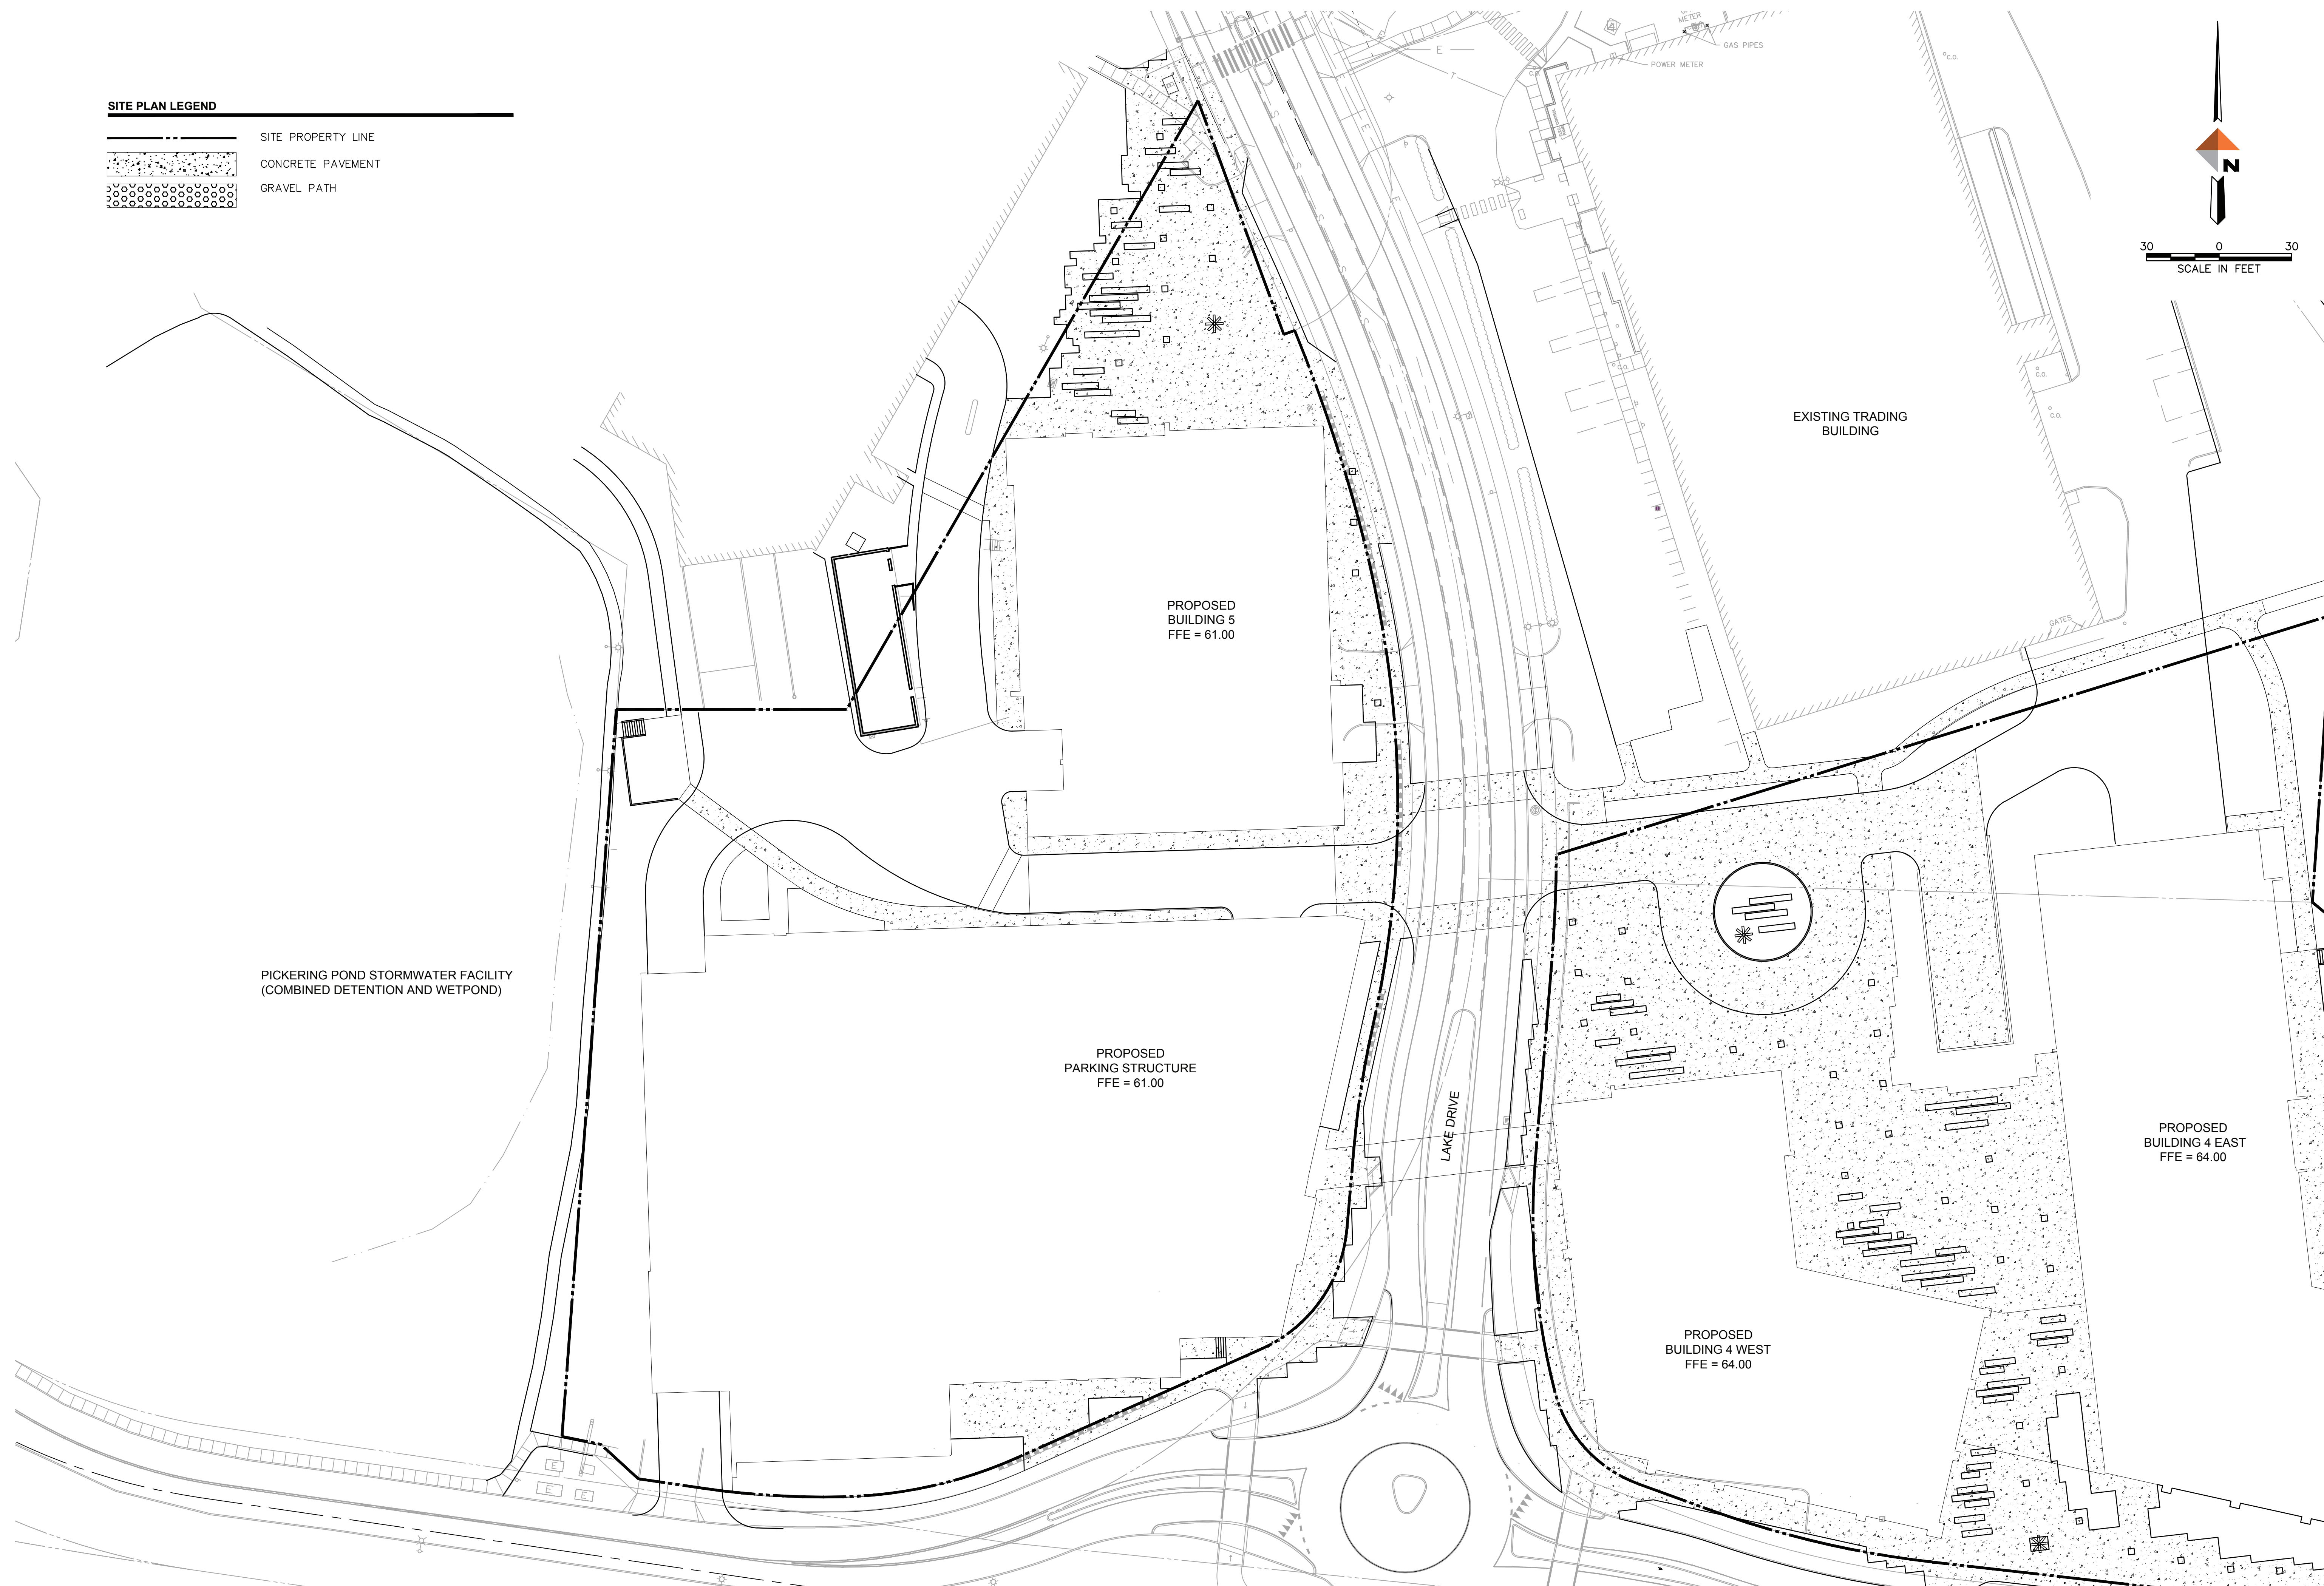 SITE PLAN LEGEND
SITE PROPERTY LINE
CONCRETE PAVEMENT
GRAVEL PATH
METER
GAS PIPES
POWER METER
E
T
C.O.
C.O.
N
30 0 30
SCALE IN FEET
C.O.
C.O.
C.O.
EXISTING TRADING
BUILDING
PROPOSED
BUILDING 5
FFE = 61.00
GATES
PICKERING POND STORMWATER FACILITY
(COMBINED DETENTION AND WETPOND)
PROPOSED
PARKING STRUCTURE
FFE = 61.00
LAKE DRIVE
PROPOSED
BUILDING 4 EAST
FFE = 64.00
PROPOSED
BUILDING 4 WEST
FFE = 64.00
E
E
E